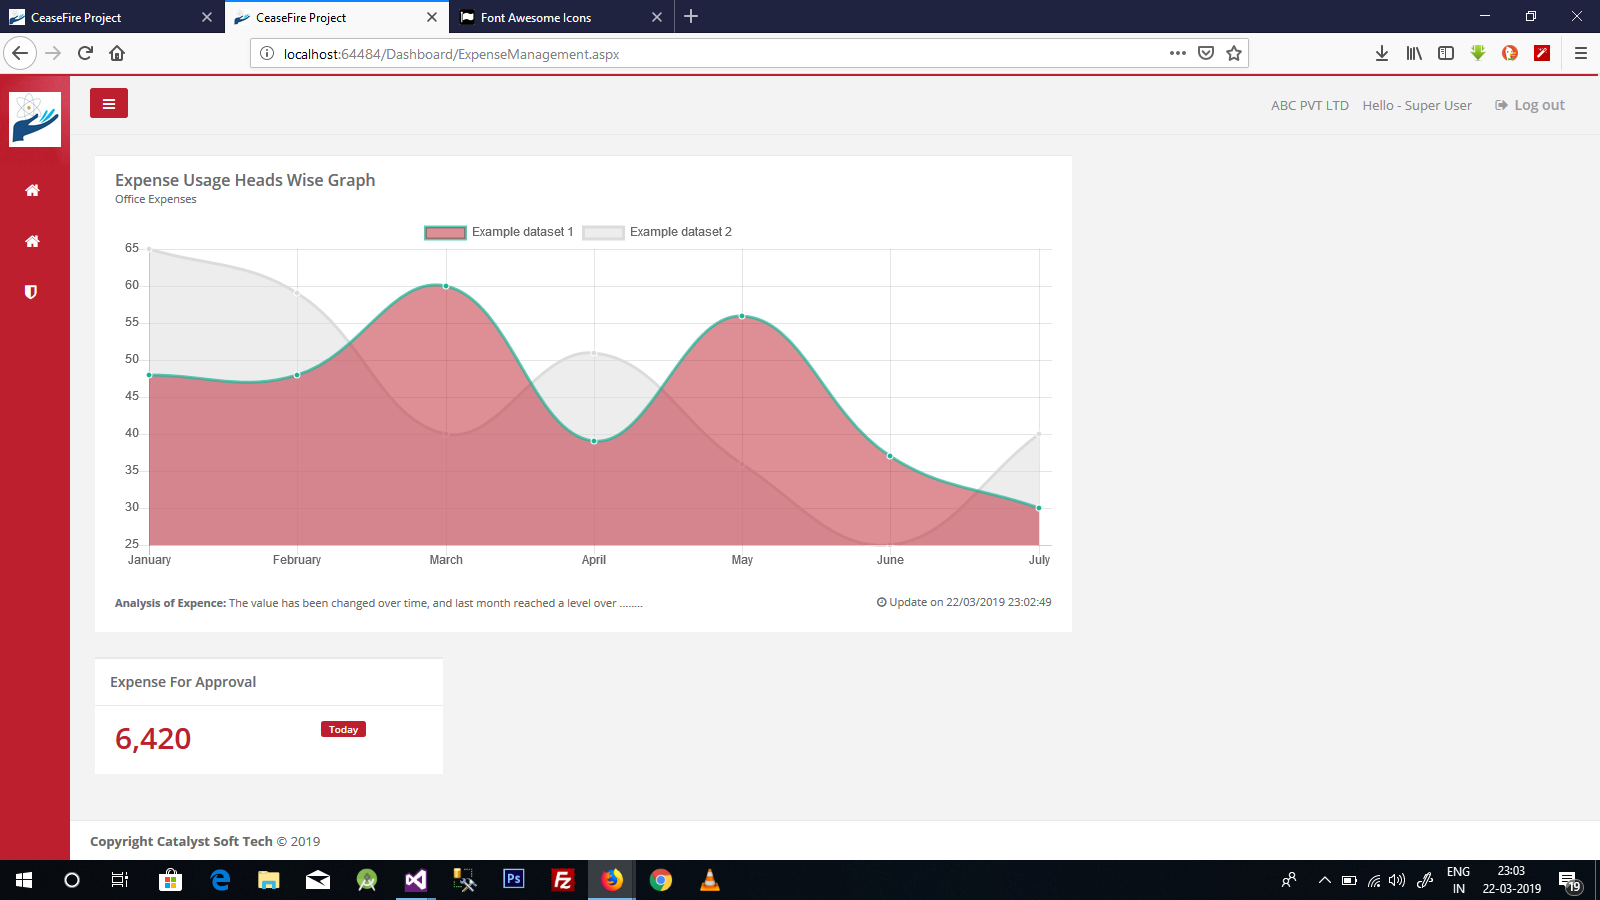 CeaseFire Project
CeaseFire Project
Font Awesome Icons
localhost:64484/Dashboard/ExpenseManagement.aspx
ABC PVT LTD Hello - Super User Log out
Expense Usage Heads Wise Graph
Office Expenses
Example dataset 1 Example dataset 2
65
60
55
50
45
40
35
30
25
January February March April May June July
Analysis of Expence: The value has been changed over time, and last month reached a level over ........
Update on 22/03/2019 23:02:49
Expense For Approval
6,420 Today
Copyright Catalyst Soft Tech © 2019
Ps
Fz
ENG
IN
23:03
22-03-2019
19